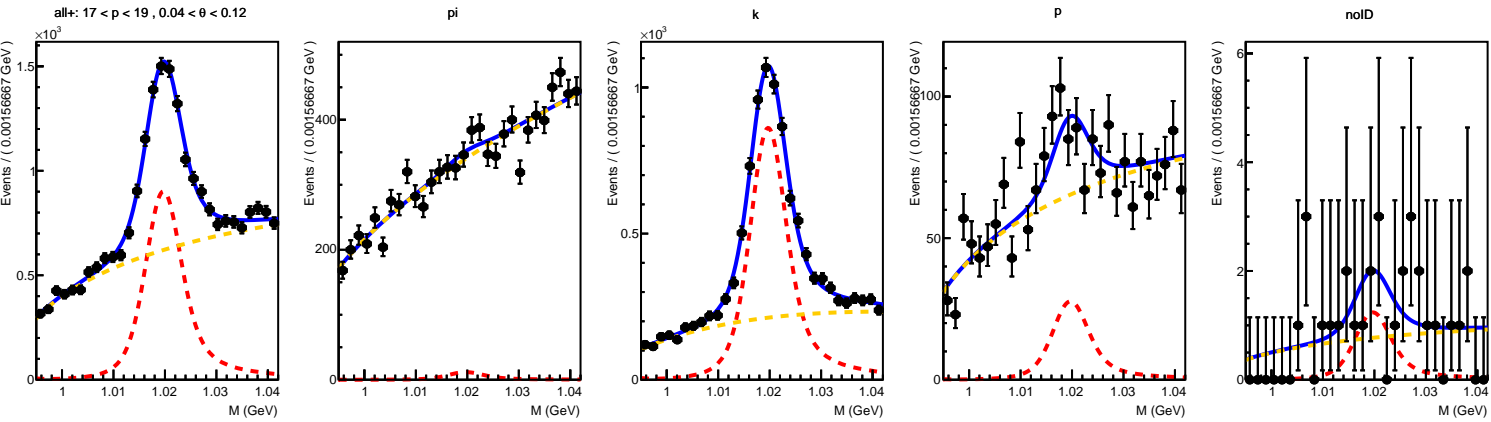 all+: 17 < p < 19 , 0.04 < θ < 0.12
×10³
Events / ( 0.00156667 GeV )
1.5
1
0.5
0
1 1.01 1.02 1.03 1.04
M (GeV)
pi
Events / ( 0.00156667 GeV )
400
200
0
1 1.01 1.02 1.03 1.04
M (GeV)
k
×10³
Events / ( 0.00156667 GeV )
1
0.5
0
1 1.01 1.02 1.03 1.04
M (GeV)
p
Events / ( 0.00156667 GeV )
100
50
0
1 1.01 1.02 1.03 1.04
M (GeV)
noID
Events / ( 0.00156667 GeV )
6
4
2
0
1 1.01 1.02 1.03 1.04
M (GeV)